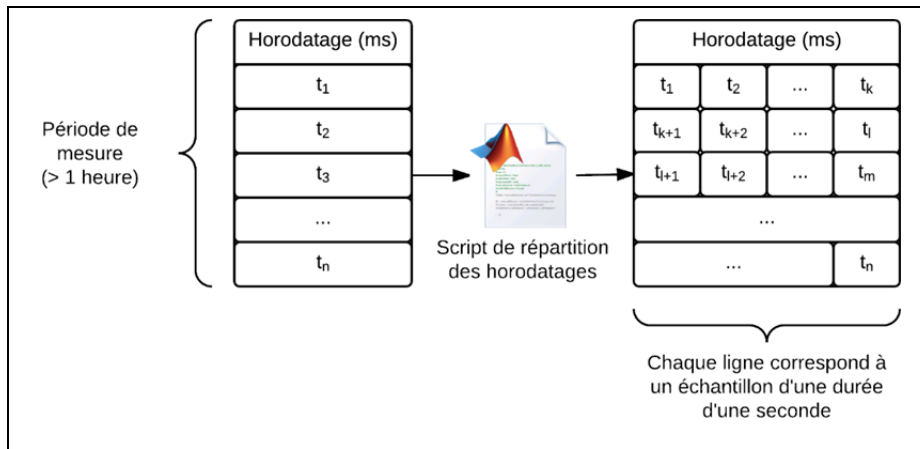 Horodatage (ms)
t1
t2
t3
...
tn
Période de
mesure
(> 1 heure)
Script de répartition
des horodatages
Horodatage (ms)
t1 t2 ... tk
tk+1 tk+2 ... tl
tl+1 tl+2 ... tm
...
... tn
Chaque ligne correspond à
un échantillon d'une durée
d'une seconde